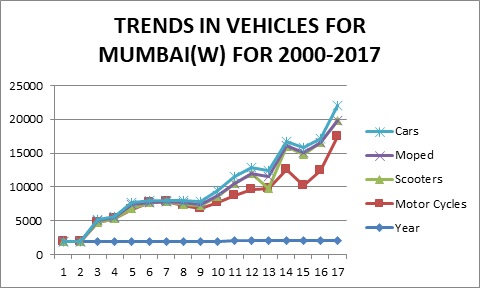 TRENDS IN VEHICLES FOR
MUMBAI(W) FOR 2000-2017
25000
20000
15000
10000
5000
0
1 2 3 4 5 6 7 8 9 10 11 12 13 14 15 16 17
Cars
Moped
Scooters
Motor Cycles
Year